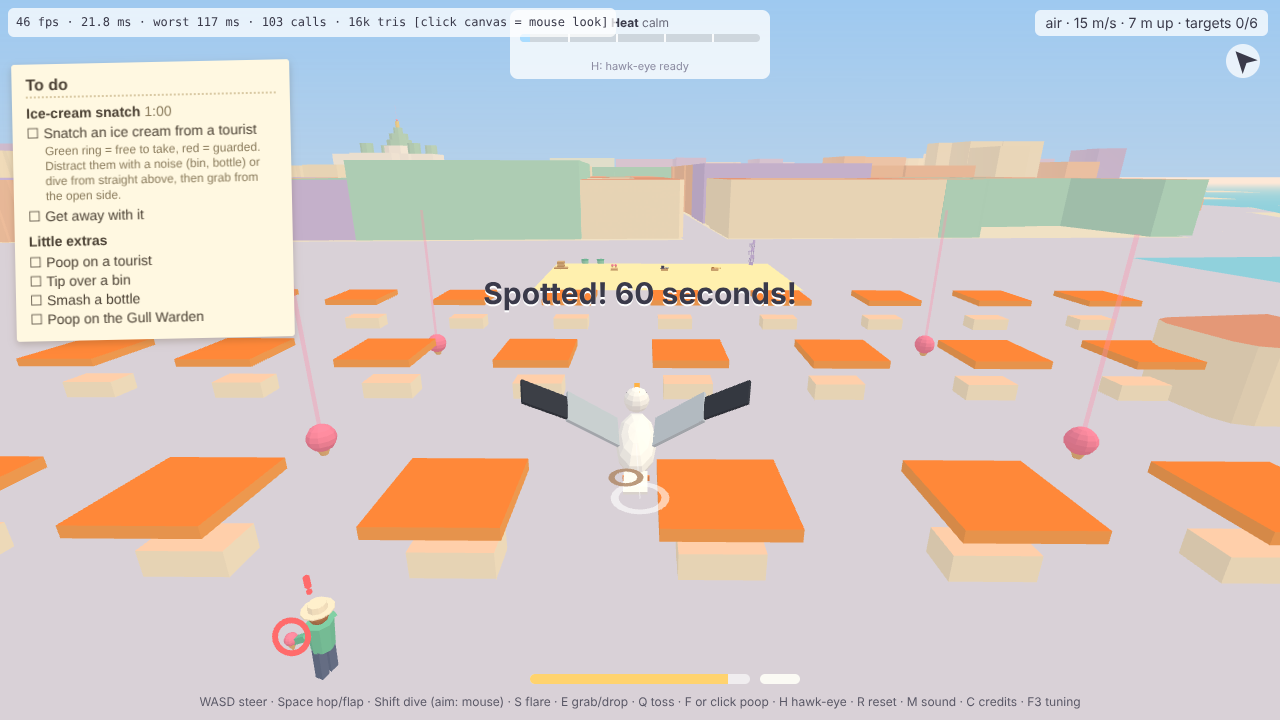 46 fps · 21.8 ms · worst 117 ms · 103 calls · 16k tris [click canvas = mouse look]
Heat calm
H: hawk-eye ready
air · 15 m/s · 7 m up · targets 0/6
To do
Ice-cream snatch 1:00
Snatch an ice cream from a tourist
Green ring = free to take, red = guarded.
Distract them with a noise (bin, bottle) or
dive from straight above, then grab from
the open side.
Get away with it
Little extras
Poop on a tourist
Tip over a bin
Smash a bottle
Poop on the Gull Warden
Spotted! 60 seconds!
WASD steer · Space hop/flap · Shift dive (aim: mouse) · S flare · E grab/drop · Q toss · F or click poop · H hawk-eye · R reset · M sound · C credits · F3 tuning